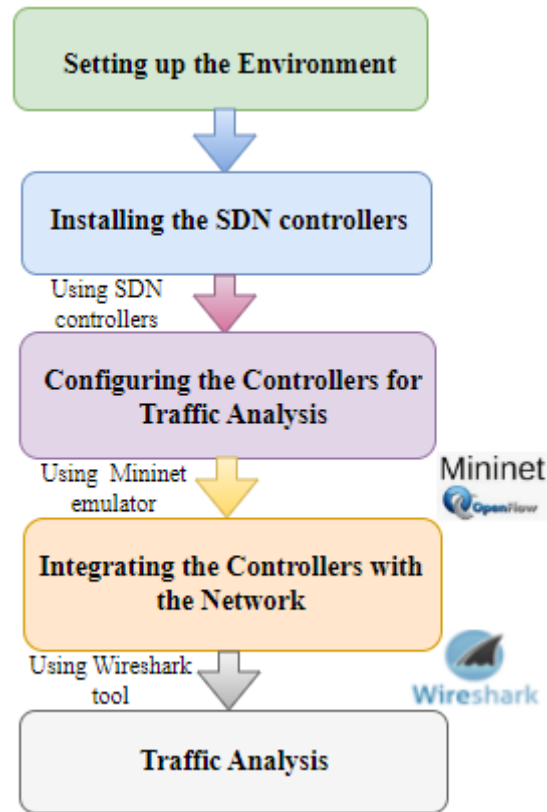 Setting up the Environment
Installing the SDN controllers
Using SDN
controllers
Configuring the Controllers for
Traffic Analysis
Using Mininet
emulator
Mininet
OpenFlow
Integrating the Controllers with
the Network
Using Wireshark
tool
Wireshark
Traffic Analysis